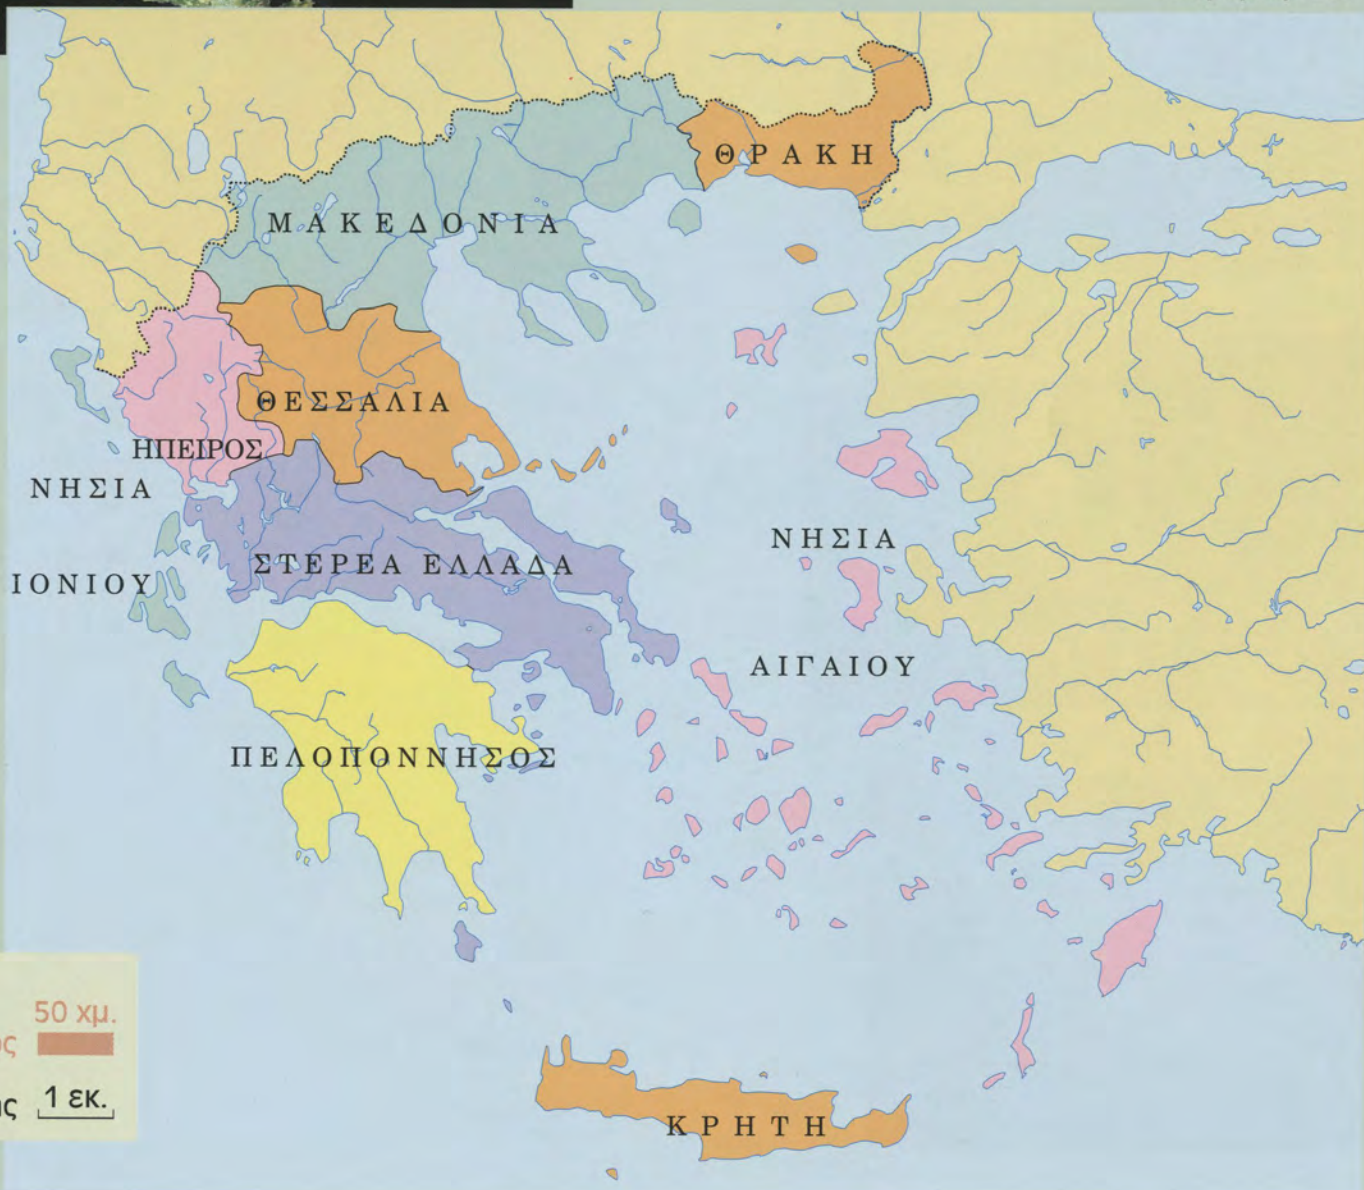 ΘΡΑΚΗ
ΜΑΚΕΔΟΝΙΑ
ΘΕΣΣΑΛΙΑ
ΗΠΕΙΡΟΣ
ΝΗΣΙΑ
ΙΟΝΙΟΥ
ΣΤΕΡΕΑ ΕΛΛΑΔΑ
ΝΗΣΙΑ
ΑΙΓΑΙΟΥ
ΠΕΛΟΠΟΝΝΗΣΟΣ
50 χμ.
1 εκ.
ΚΡΗΤΗ